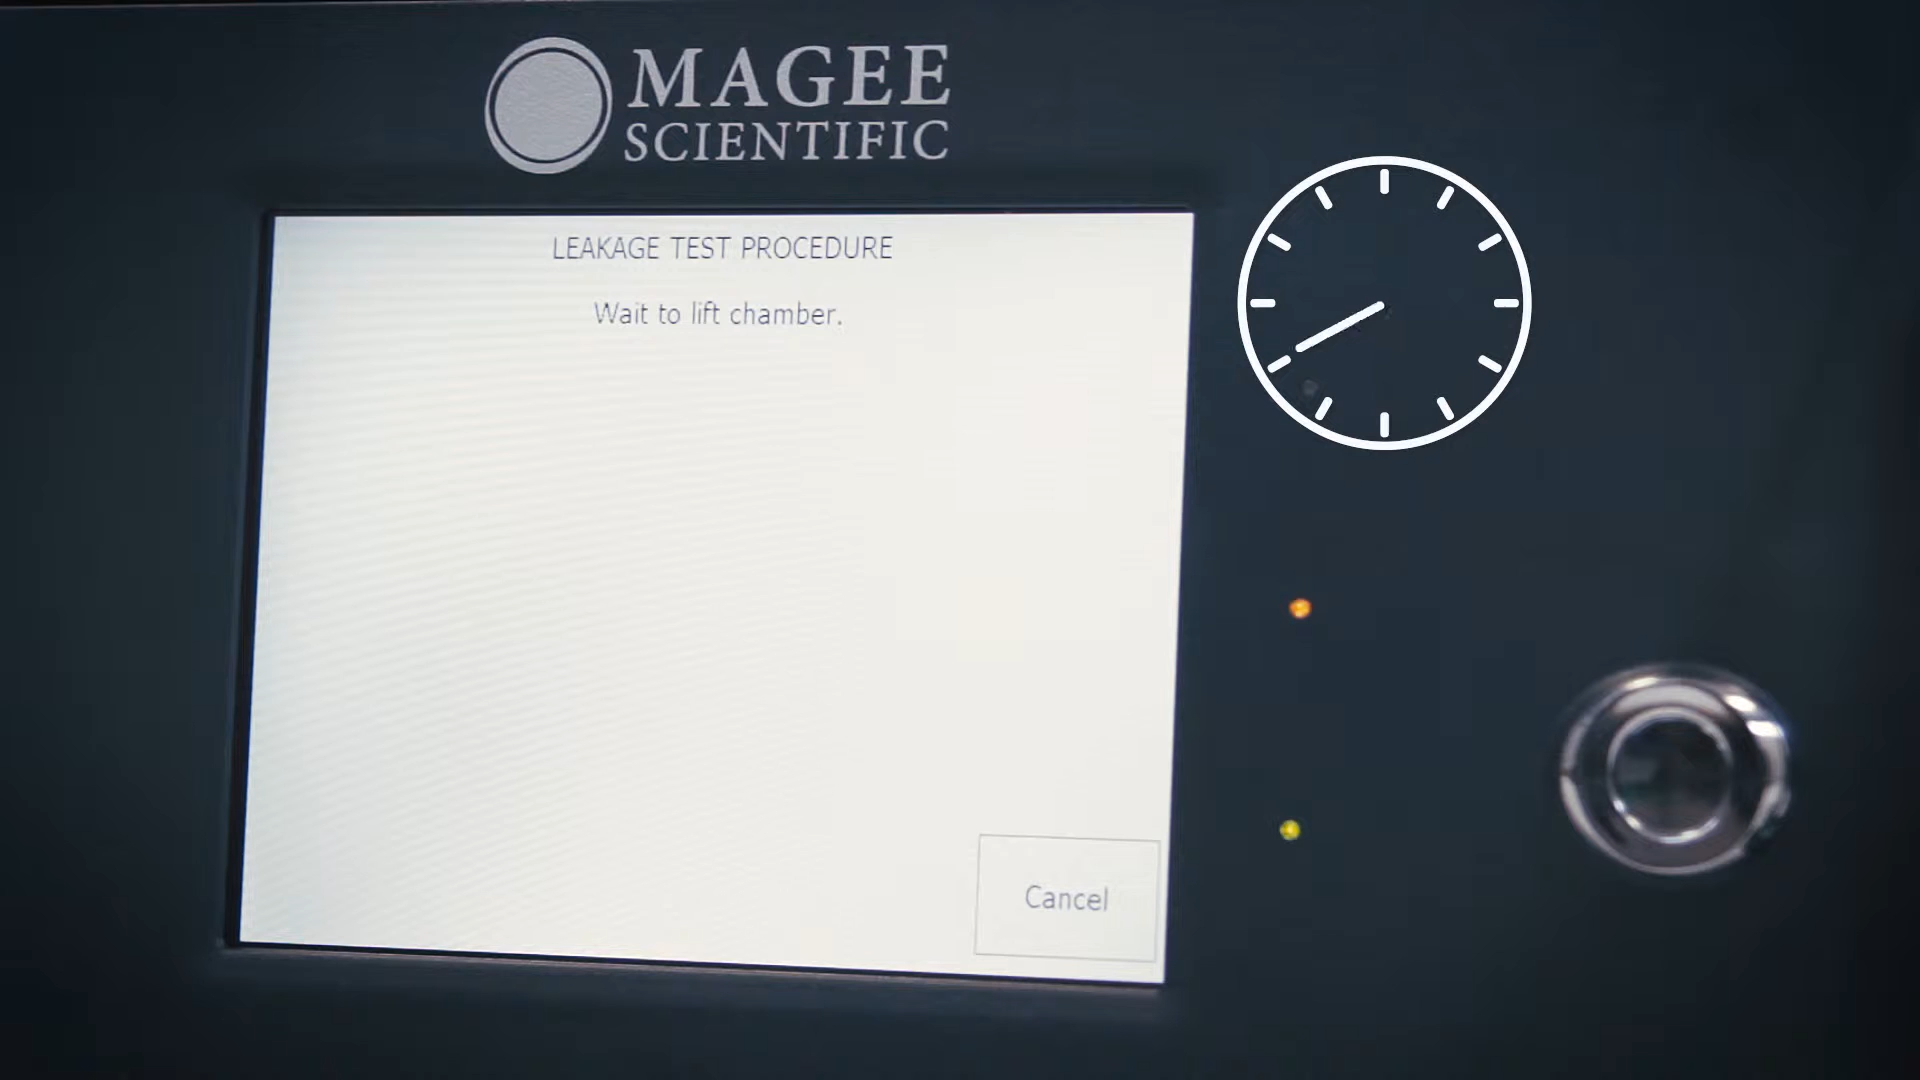 MAGEE
SCIENTIFIC
LEAKAGE TEST PROCEDURE
Wait to lift chamber.
Cancel